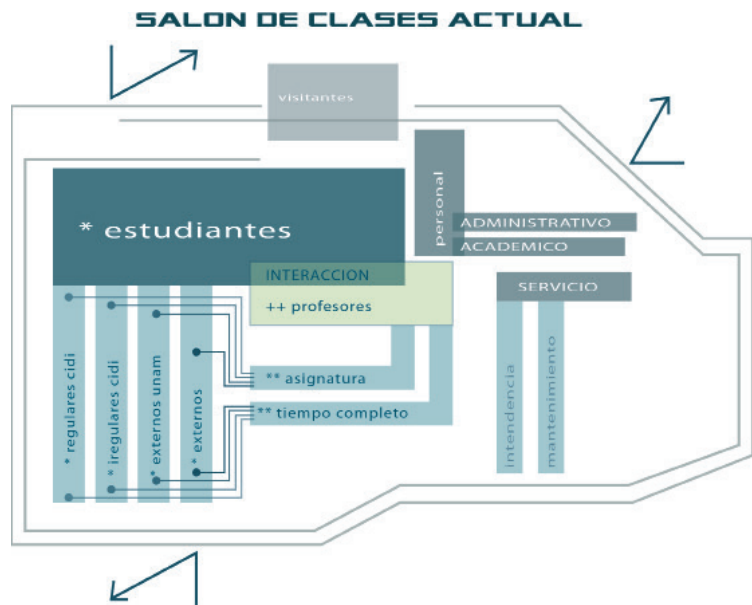 SALON DE CLASES ACTUAL
visitantes
personal
* estudiantes
ADMINISTRATIVO
ACADEMICO
INTERACCION
++ profesores
SERVICIO
** asignatura
** tiempo completo
* regulares cidi
* iregulares cidi
* externos unam
* externos
intendencia
mantenimiento